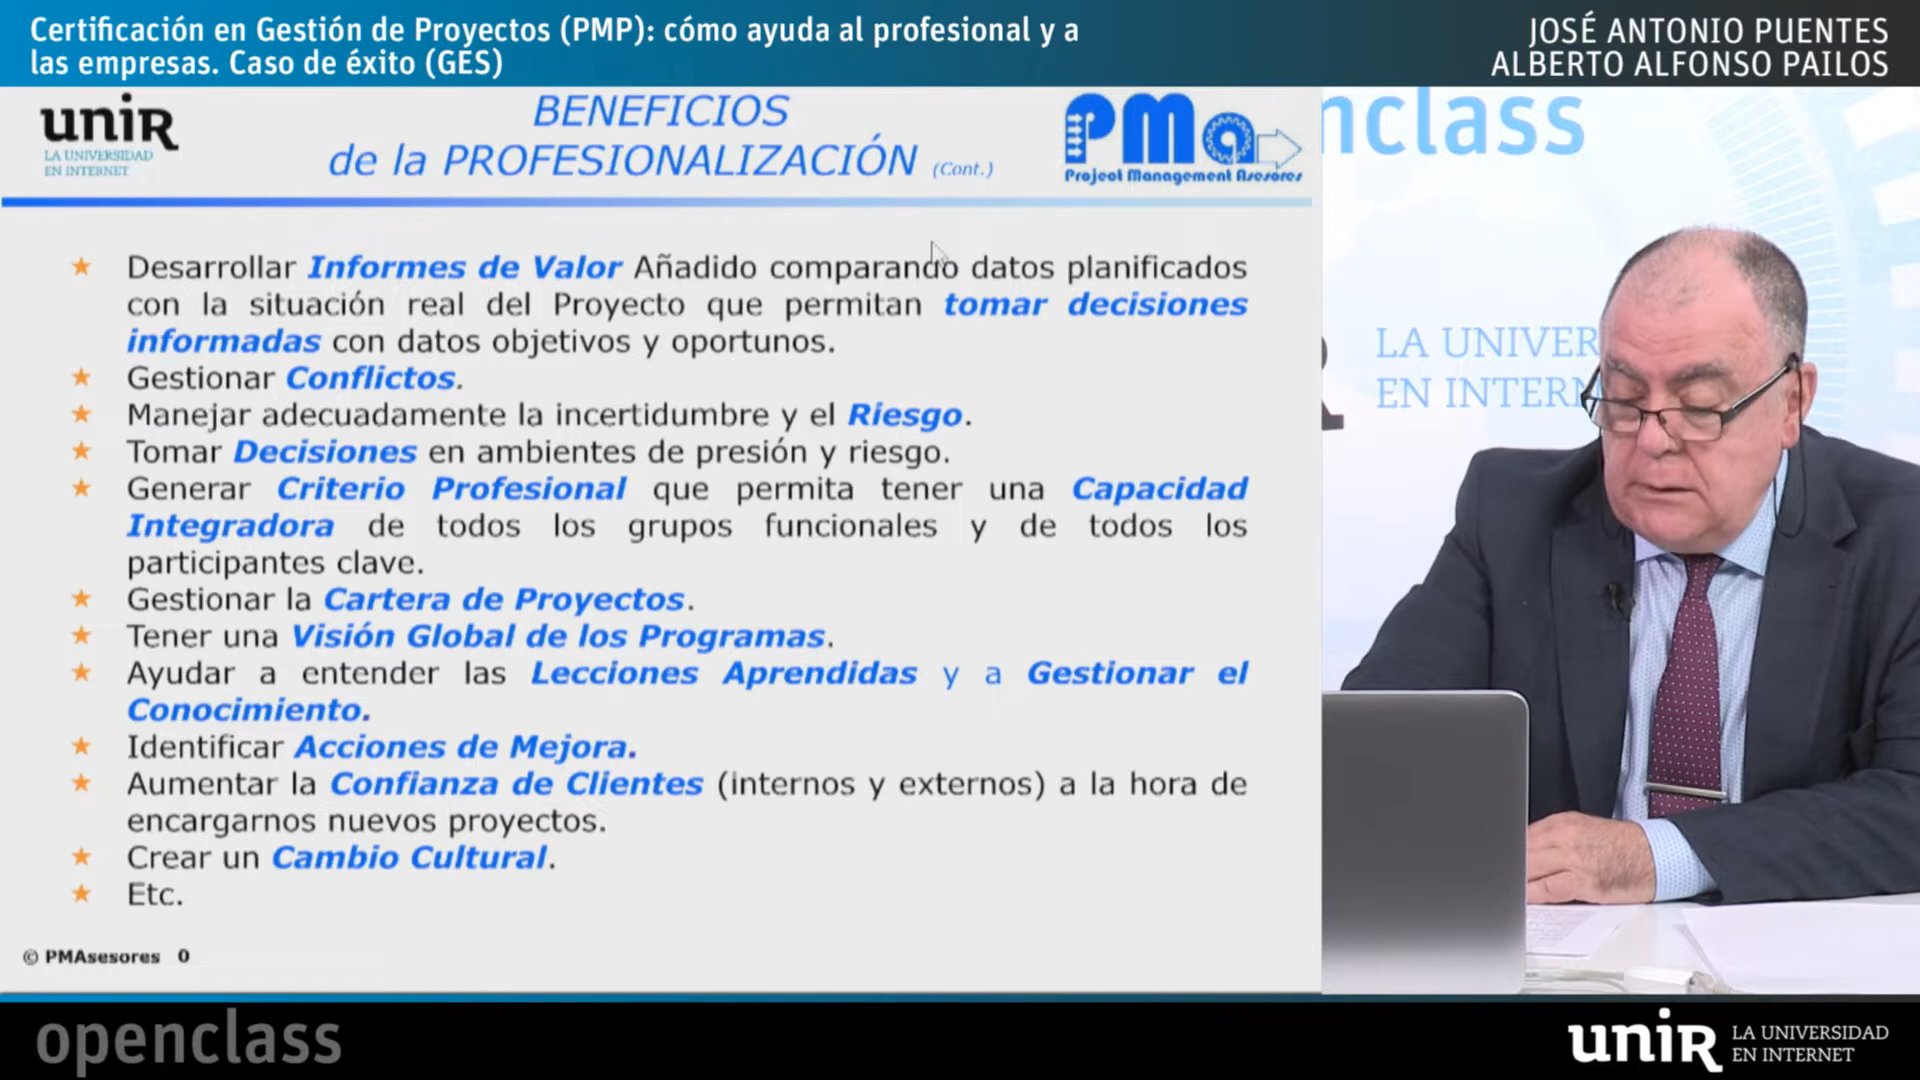 Certificación en Gestión de Proyectos (PMP): cómo ayuda al profesional y a
las empresas. Caso de éxito (GES)
JOSÉ ANTONIO PUENTES
ALBERTO ALFONSO PAILOS
uniR
LA UNIVERSIDAD
EN INTERNET
BENEFICIOS
de la PROFESIONALIZACIÓN (Cont.)
PMa
Project Management Asesores
nclass
Desarrollar Informes de Valor Añadido comparando datos planificados
con la situación real del Proyecto que permitan tomar decisiones
informadas con datos objetivos y oportunos.
Gestionar Conflictos.
Manejar adecuadamente la incertidumbre y el Riesgo.
Tomar Decisiones en ambientes de presión y riesgo.
Generar Criterio Profesional que permita tener una Capacidad
Integradora de todos los grupos funcionales y de todos los
participantes clave.
Gestionar la Cartera de Proyectos.
Tener una Visión Global de los Programas.
Ayudar a entender las Lecciones Aprendidas y a Gestionar el
Conocimiento.
Identificar Acciones de Mejora.
Aumentar la Confianza de Clientes (internos y externos) a la hora de
encargarnos nuevos proyectos.
Crear un Cambio Cultural.
Etc.
© PMAsesores 0
LA UNIVER
EN INTERN
openclass
uniR
LA UNIVERSIDAD
EN INTERNET